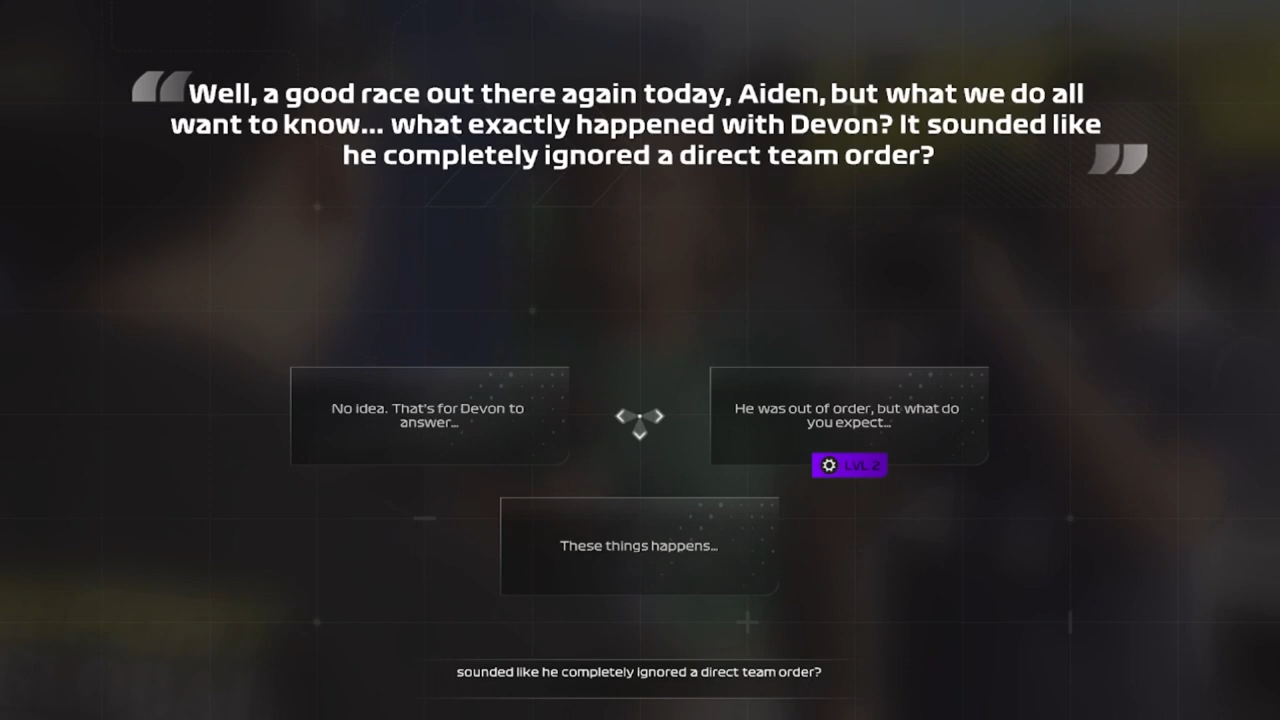 Well, a good race out there again today, Aiden, but what we do all
want to know... what exactly happened with Devon? It sounded like
he completely ignored a direct team order?
No idea. That's for Devon to
answer...
He was out of order, but what do
you expect...
LVL 2
These things happens...
sounded like he completely ignored a direct team order?